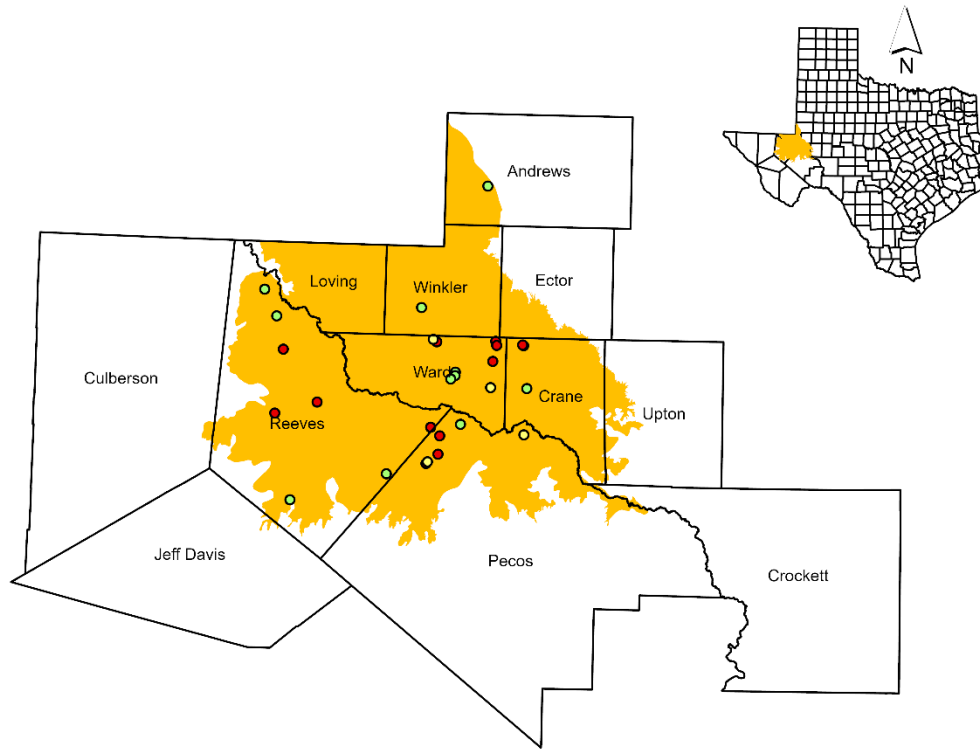 N
Andrews
Loving
Winkler
Ector
Culberson
Ward
Crane
Reeves
Upton
Jeff Davis
Pecos
Crockett